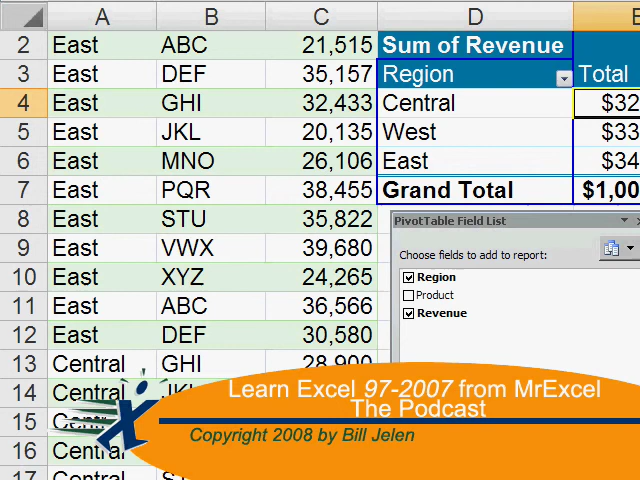 A B C D E
2 East ABC 21,515 Sum of Revenue
3 East DEF 35,157 Region Total
4 East GHI 32,433 Central $32
5 East JKL 20,135 West $33
6 East MNO 26,106 East $34
7 East PQR 38,455 Grand Total $1,00
8 East STU 35,822
PivotTable Field List
9 East VWX 39,680
Choose fields to add to report:
10 East XYZ 24,265
Region
Product
11 East ABC 36,566
Revenue
12 East DEF 30,580
13 Central GHI 28,900
14 Central
Learn Excel 97-2007 from MrExcel
The Podcast
15 Central
Copyright 2008 by Bill Jelen
16 Central
17 Central